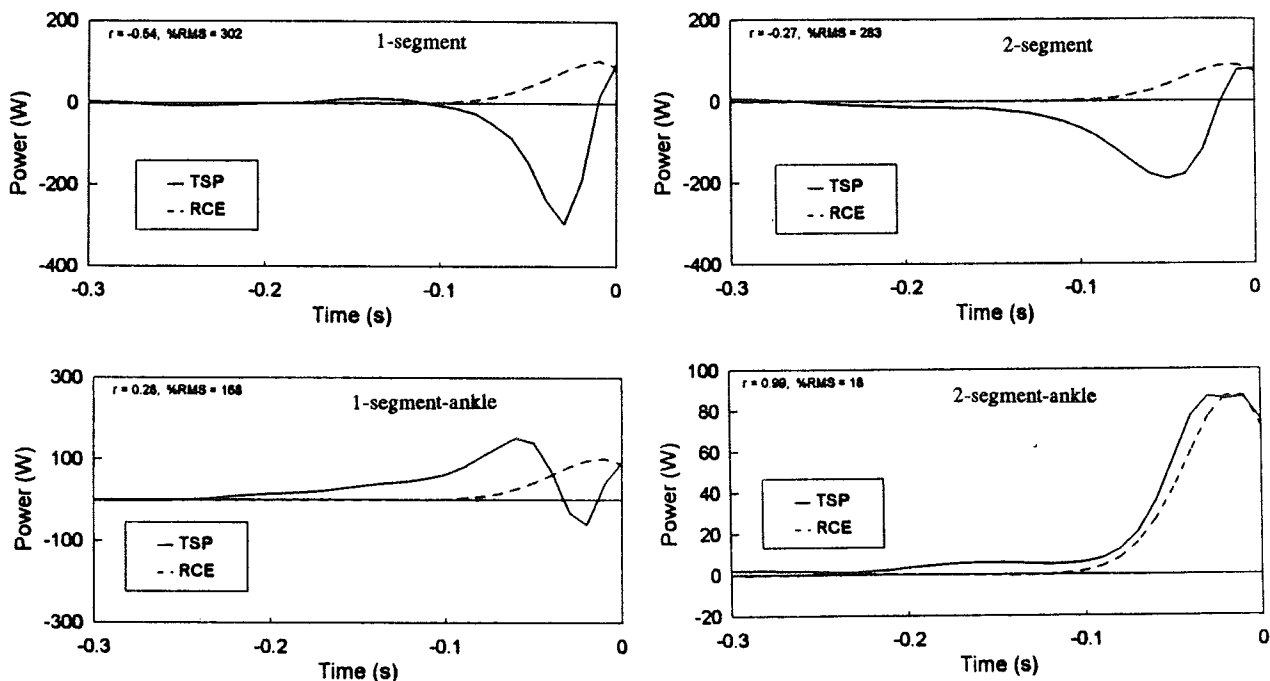 r = -0.54, %RMS = 302
1-segment
Power (W)
200
0
-200
-400
TSP
RCE
-0.3
-0.2
-0.1
0
Time (s)
r = -0.27, %RMS = 283
2-segment
Power (W)
200
0
-200
-400
TSP
RCE
-0.3
-0.2
-0.1
0
Time (s)
r = 0.28, %RMS = 168
1-segment-ankle
Power (W)
300
100
-100
-300
TSP
RCE
-0.3
-0.2
-0.1
0
Time (s)
r = 0.99, %RMS = 18
2-segment-ankle
Power (W)
100
80
60
40
20
0
-20
TSP
RCE
-0.3
-0.2
-0.1
0
Time (s)